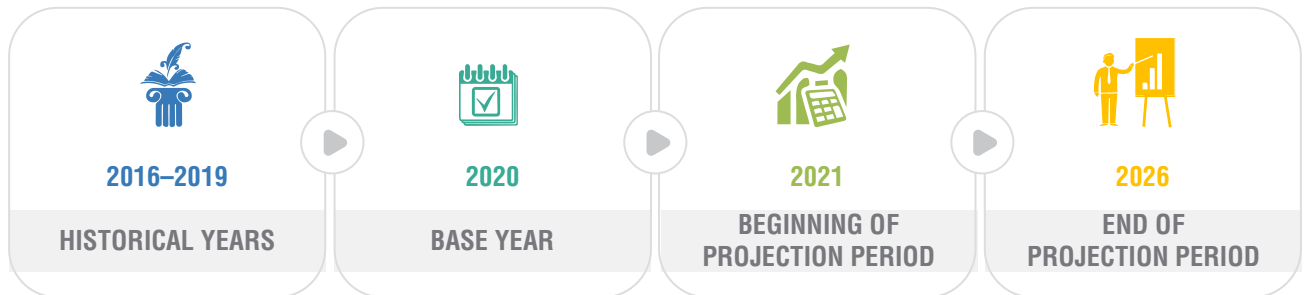 2016–2019
HISTORICAL YEARS
2020
BASE YEAR
2021
BEGINNING OF
PROJECTION PERIOD
2026
END OF
PROJECTION PERIOD